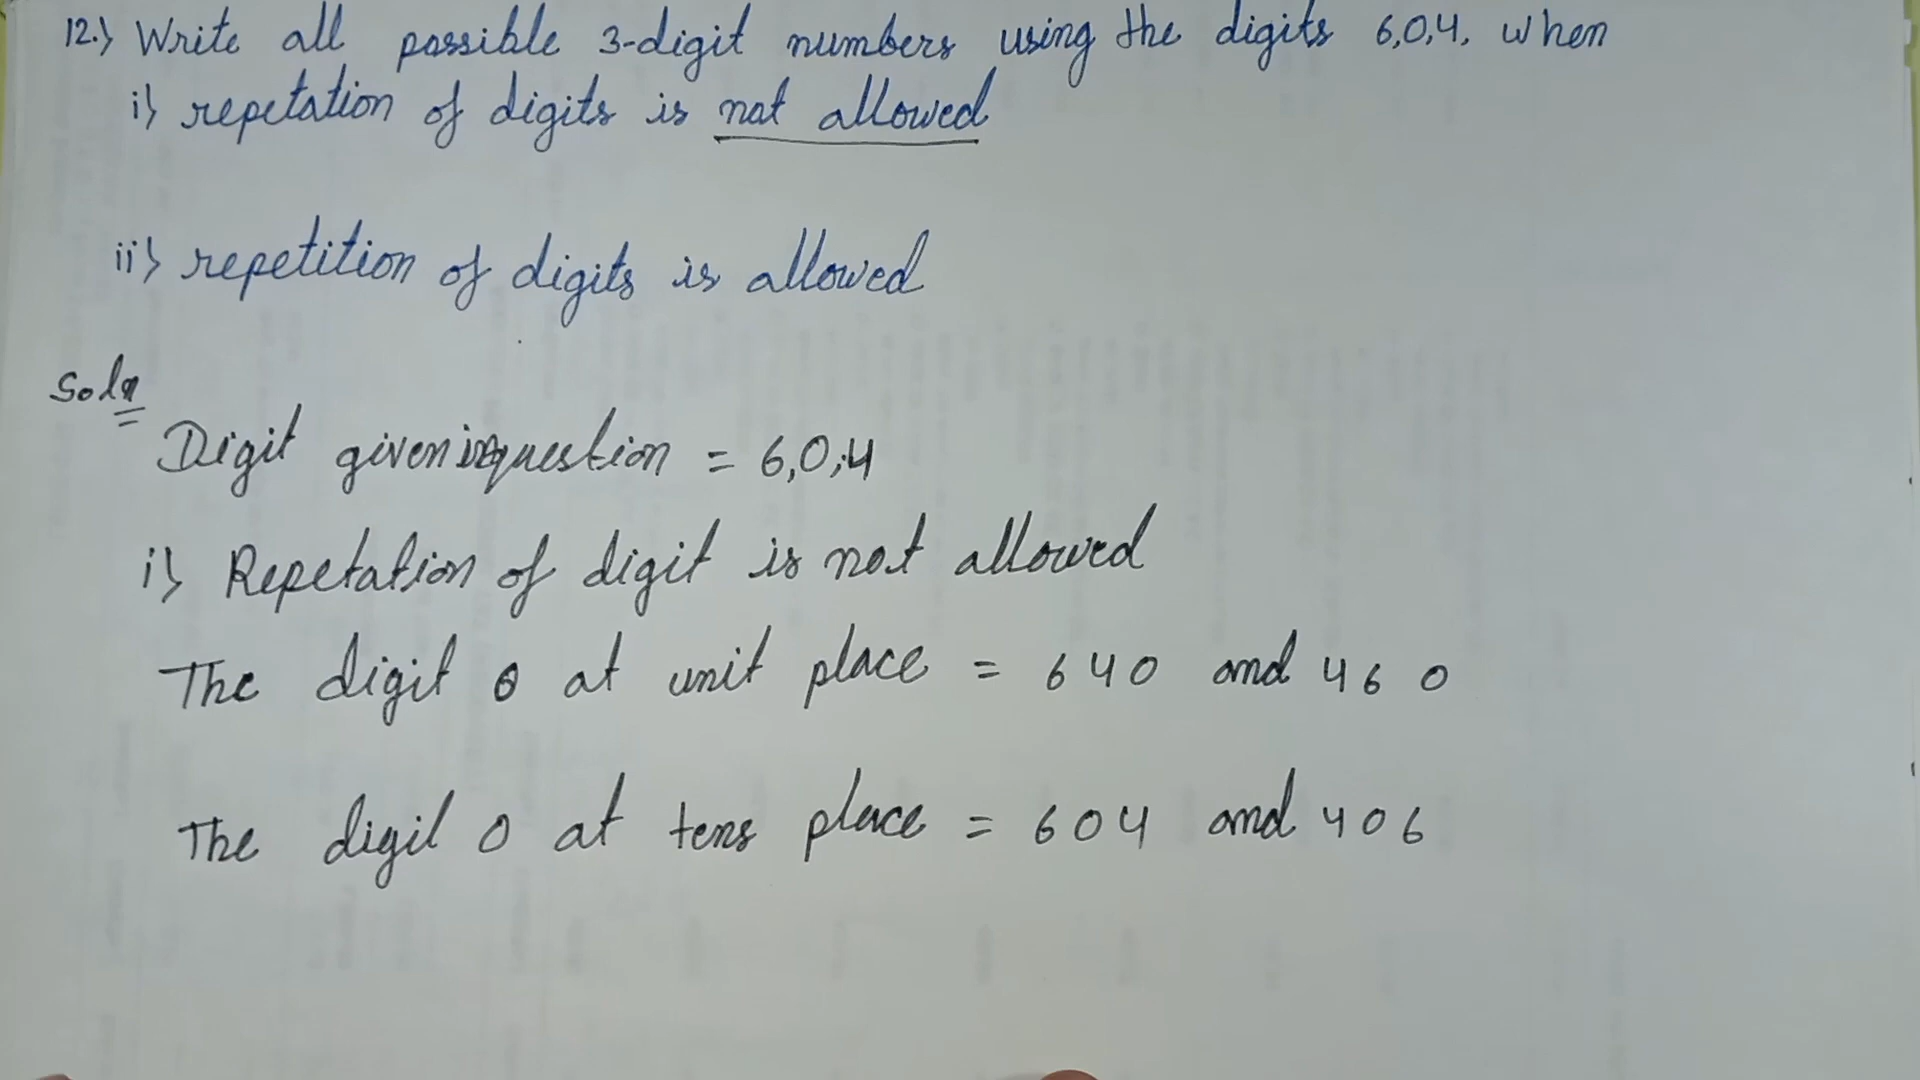 12.) Write all possible 3-digit numbers using the digits 6,0,4, when
i) repetation of digits is not allowed
ii) repetition of digits is allowed
Soln
Digit given in question = 6,0,4
i) Repetation of digit is not allowed
The digit 0 at unit place = 640 and 460
The digit 0 at tens place = 604 and 406